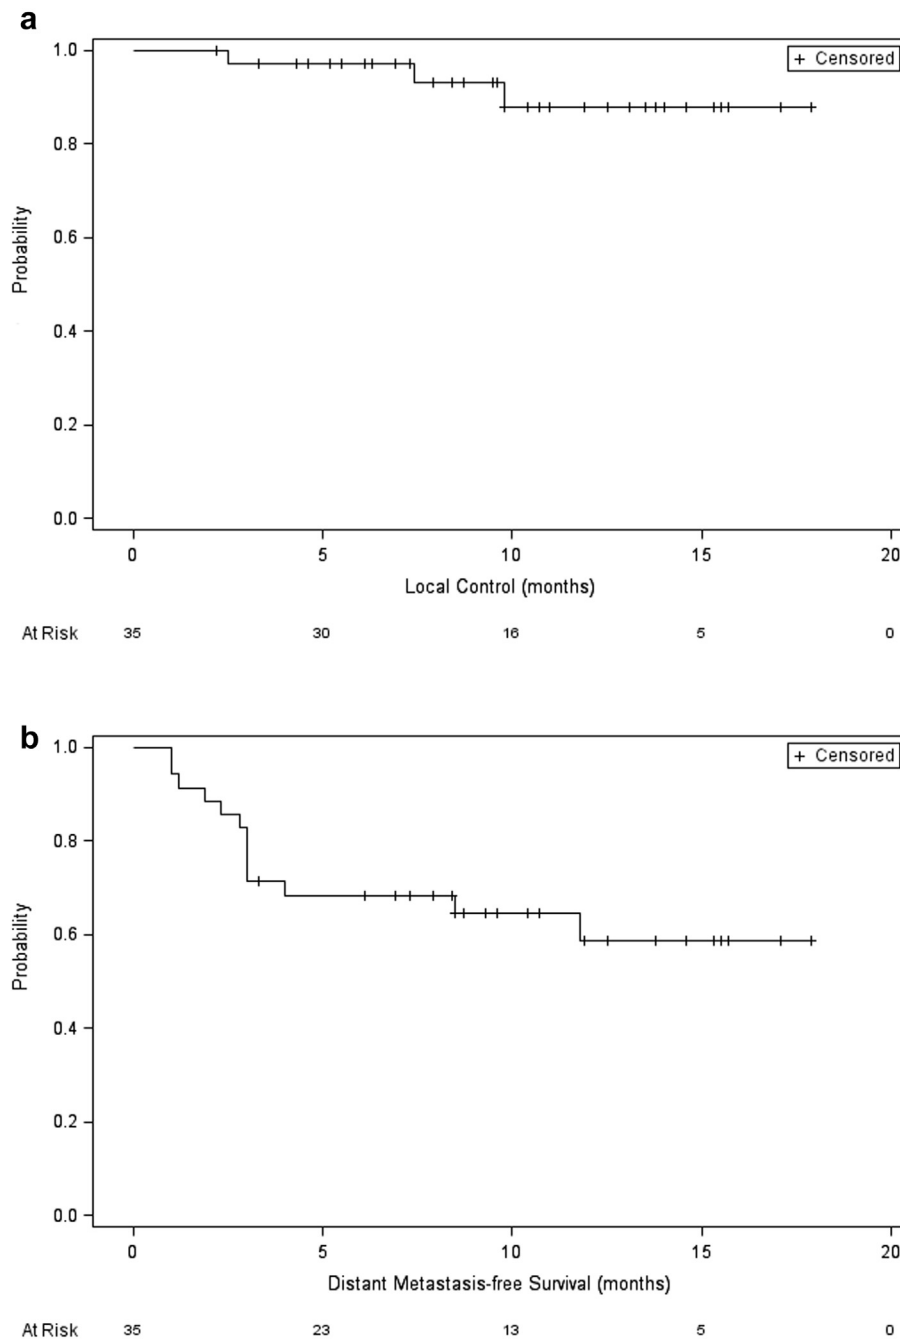 a
1.0
+ Censored
0.8
0.6
Probability
0.4
0.2
0.0
0 5 10 15 20
Local Control (months)
At Risk 35 30 16 5 0
b
1.0
+ Censored
0.8
0.6
Probability
0.4
0.2
0.0
0 5 10 15 20
Distant Metastasis-free Survival (months)
At Risk 35 23 13 5 0